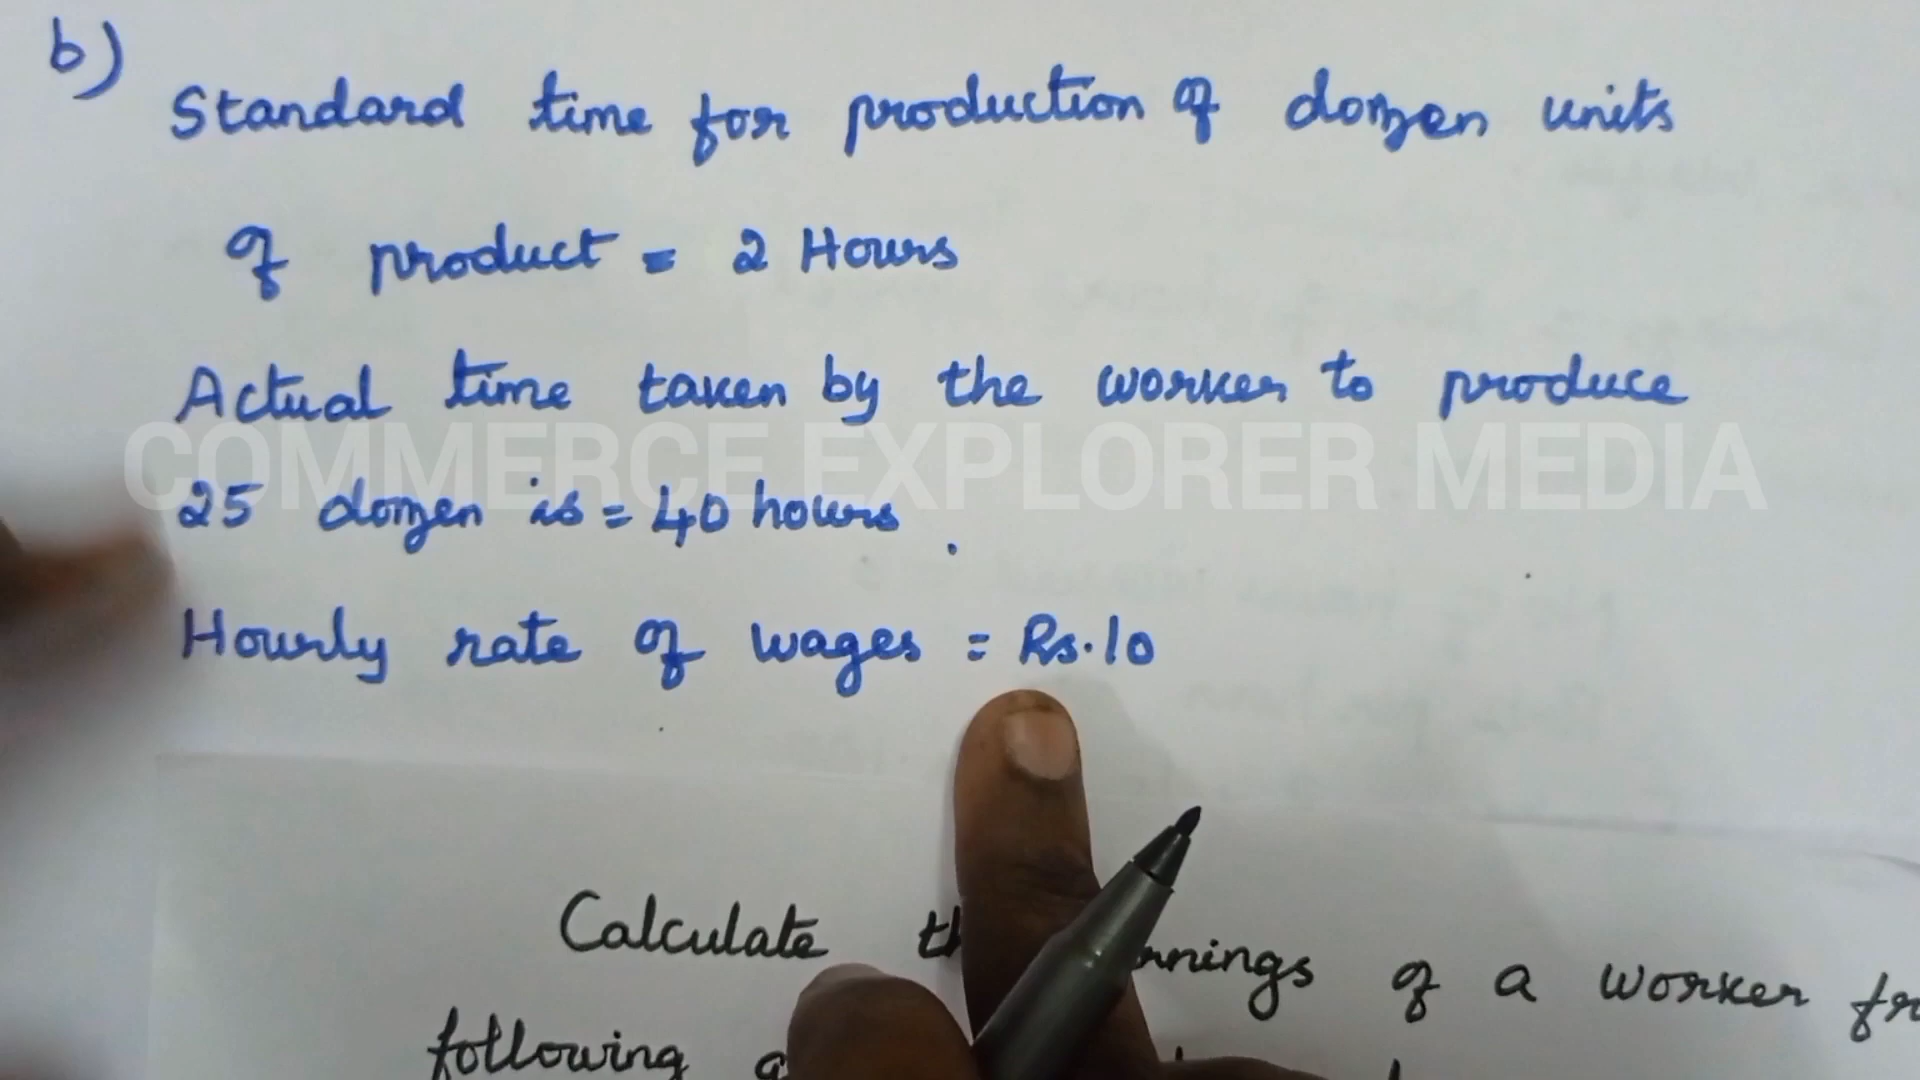 b)
Standard time for production of dozen units
of product = 2 Hours
Actual time taken by the worker to produce
COMMERCE EXPLORER MEDIA
25 dozen is = 40 hours.
Hourly rate of wages = Rs.10
Calculate of a worker
following